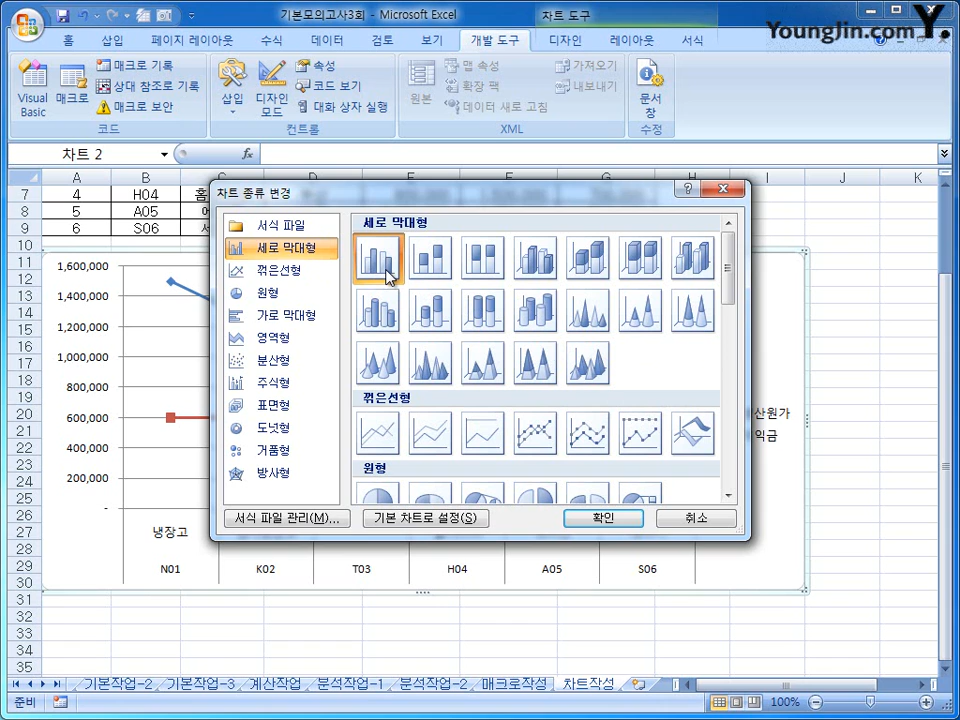 기본모의고사3회 - Microsoft Excel
차트 도구
Younglin.com Y.
홈 삽입 페이지 레이아웃 수식 데이터 검토 보기 개발 도구 디자인 레이아웃 서식
Visual Basic
매크로
매크로 기록
상대 참조로 기록
매크로 보안
코드
삽입
디자인 모드
속성
코드 보기
대화 상자 실행
컨트롤
원본
맵 속성
확장 팩
데이터 새로 고침
가져오기
내보내기
XML
문서 창
수정
차트 2
fx
A B C D E F G H I J K
7 4 H04 홈
8 5 A05
9 6 S06
10
11
12
13
14
15
16
17
18
19
20
21
22
23
24
25
26
27
28
29
30
31
32
33
34
35
1,600,000
1,400,000
1,200,000
1,000,000
800,000
600,000
400,000
200,000
-
냉장고
N01 K02 T03 H04 A05 S06
산원가
익금
차트 종류 변경
서식 파일
세로 막대형
꺾은선형
원형
가로 막대형
영역형
분산형
주식형
표면형
도넛형
거품형
방사형
세로 막대형
꺾은선형
원형
서식 파일 관리(M)...
기본 차트로 설정(S)
확인
취소
기본작업-2 기본작업-3 계산작업 분석작업-1 분석작업-2 매크로작성 차트작성
준비
100%